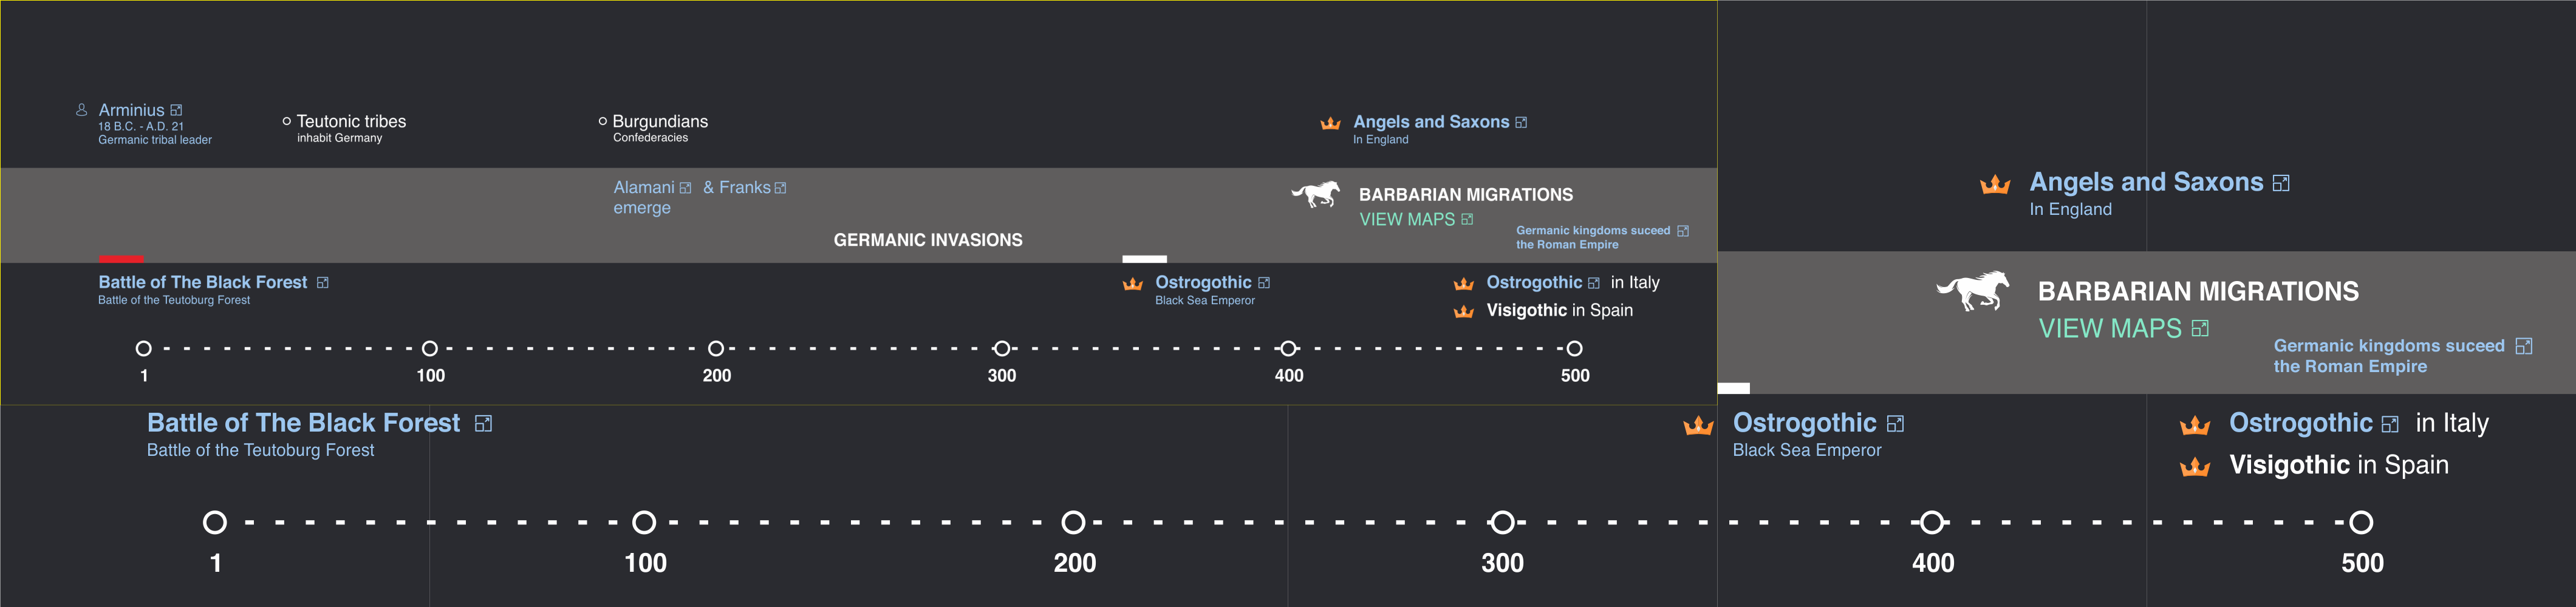 Arminius
18 B.C. - A.D. 21
Germanic tribal leader
Teutonic tribes
inhabit Germany
Burgundians
Confederacies
Angels and Saxons
In England
Alamani & Franks
emerge
GERMANIC INVASIONS
BARBARIAN MIGRATIONS
VIEW MAPS
Germanic kingdoms suceed
the Roman Empire
Battle of The Black Forest
Battle of the Teutoburg Forest
Ostrogothic
Black Sea Emperor
Ostrogothic in Italy
Visigothic in Spain
1 100 200 300 400 500
Angels and Saxons
In England
BARBARIAN MIGRATIONS
VIEW MAPS
Germanic kingdoms suceed
the Roman Empire
Battle of The Black Forest
Battle of the Teutoburg Forest
Ostrogothic
Black Sea Emperor
Ostrogothic in Italy
Visigothic in Spain
1 100 200 300 400 500